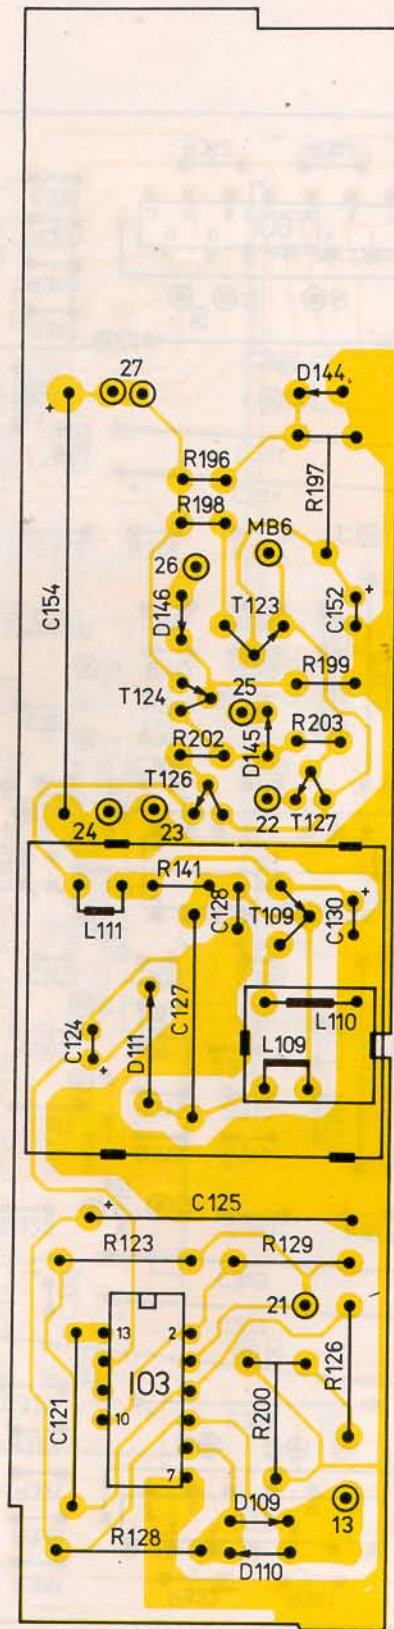 27
D144
+
R196
R197
R198
MB6
26
C154
D146
T123
C152
+
R199
T124
25
R202
D145
R203
T126
24
23
22
T127
R141
L111
C128
T109
C130
+
C127
L110
C124
+
D111
L109
+
C125
R123
R129
21
13
2
IO3
C121
10
R126
R200
7
D109
13
R128
D110